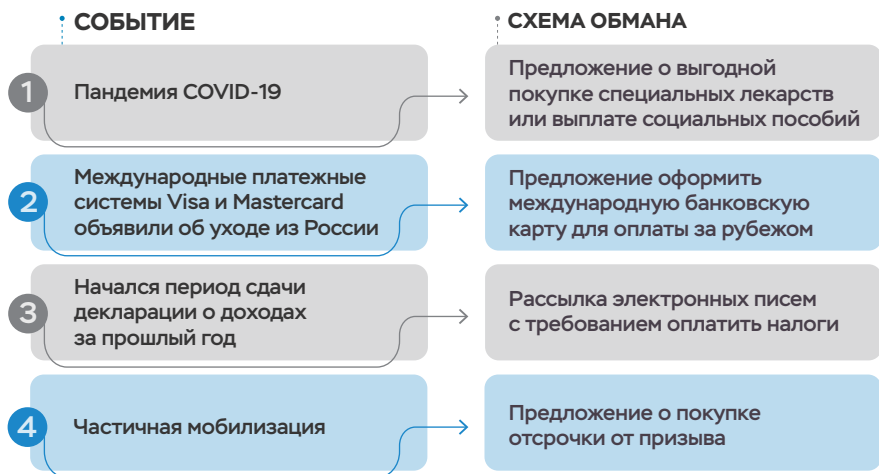 СОБЫТИЕ
СХЕМА ОБМАНА
1
Пандемия COVID-19
Предложение о выгодной
покупке специальных лекарств
или выплате социальных пособий
2
Международные платежные
системы Visa и Mastercard
объявили об уходе из России
Предложение оформить
международную банковскую
карту для оплаты за рубежом
3
Начался период сдачи
декларации о доходах
за прошлый год
Рассылка электронных писем
с требованием оплатить налоги
4
Частичная мобилизация
Предложение о покупке
отсрочки от призыва